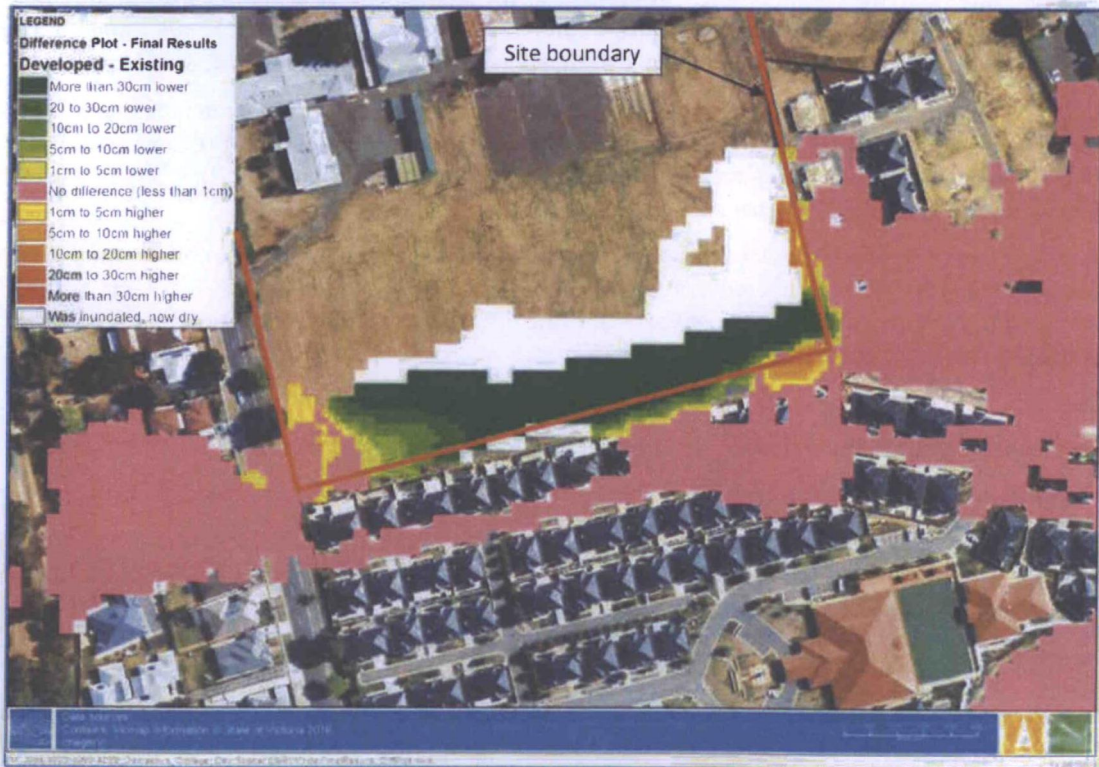 LEGEND
Difference Plot - Final Results
Developed - Existing
More than 30cm lower
20 to 30cm lower
10cm to 20cm lower
5cm to 10cm lower
1cm to 5cm lower
No difference (less than 1cm)
1cm to 5cm higher
5cm to 10cm higher
10cm to 20cm higher
20cm to 30cm higher
More than 30cm higher
Was inundated, now dry
Site boundary
Data sources